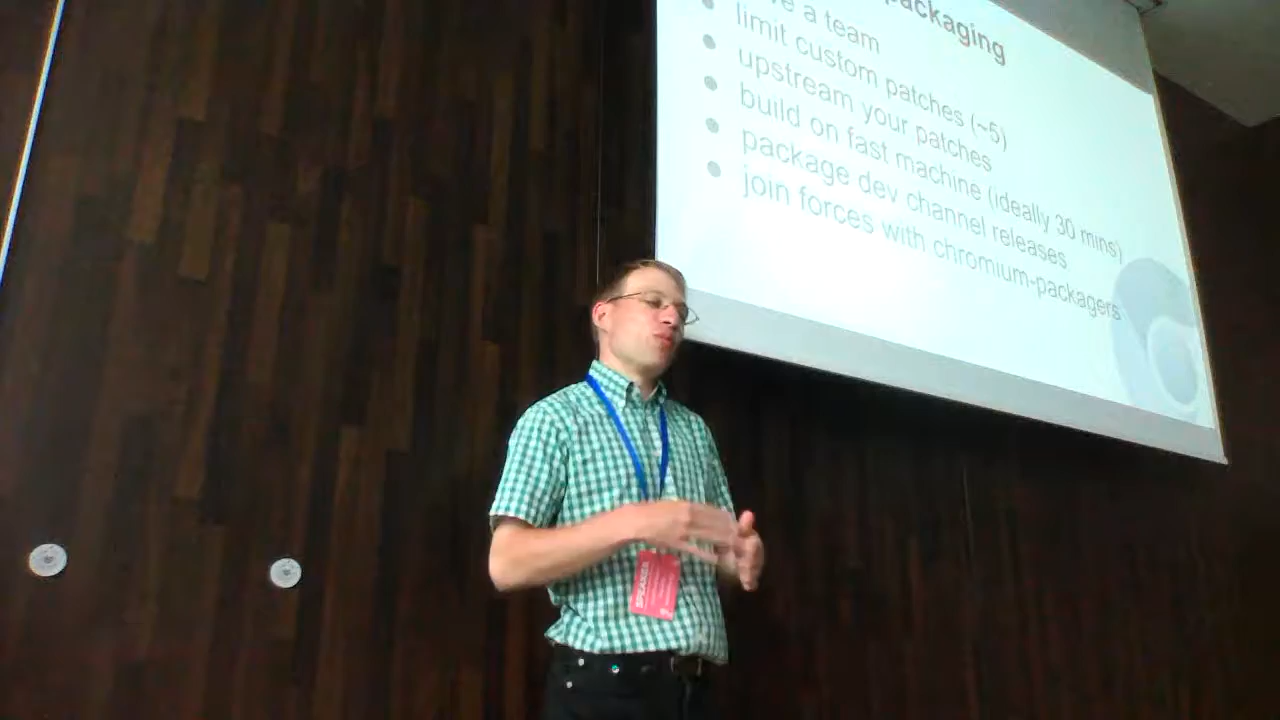 packaging
a team
limit custom patches (~5)
upstream your patches
build on fast machine (ideally 30 mins)
package dev channel releases
join forces with chromium-packagers
SPEAKER